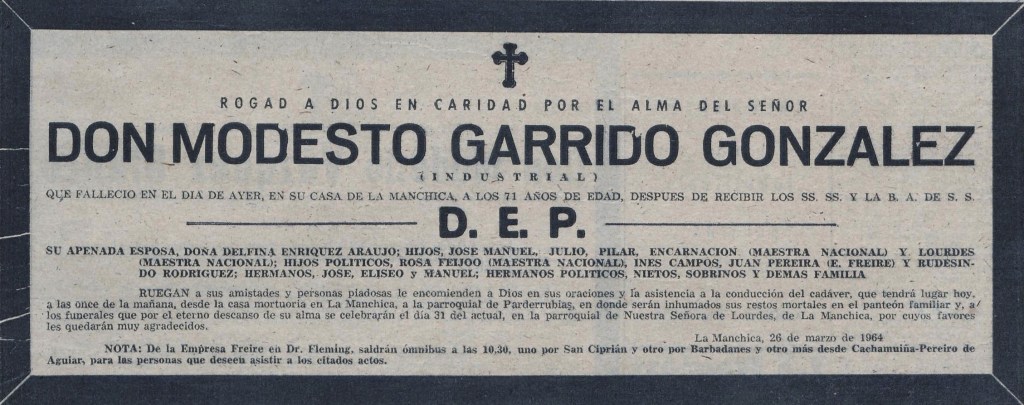 ROGAD A DIOS EN CARIDAD POR EL ALMA DEL SEÑOR
DON MODESTO GARRIDO GONZALEZ
(INDUSTRIAL)
QUE FALLECIO EN EL DIA DE AYER, EN SU CASA DE LA MANCHICA, A LOS 71 AÑOS DE EDAD, DESPUES DE RECIBIR LOS SS. SS. Y LA B. A. DE S. S.
D. E. P.
SU APENADA ESPOSA, DOÑA DELFINA ENRIQUEZ ARAUJO; HIJOS, JOSE MANUEL, JULIO, PILAR, ENCARNACION (MAESTRA NACIONAL) Y LOURDES
(MAESTRA NACIONAL); HIJOS POLITICOS, ROSA FEIJOO (MAESTRA NACIONAL), INES CAMPOS, JUAN PEREIRA (E. FREIRE) Y RUDESIN-
DO RODRIGUEZ; HERMANOS, JOSE, ELISEO y MANUEL; HERMANOS POLITICOS, NIETOS, SOBRINOS Y DEMAS FAMILIA
RUEGAN a sus amistades y personas piadosas le encomienden a Dios en sus oraciones y la asistencia a la conducción del cadáver, que tendrá lugar hoy,
a las once de la mañana, desde la casa mortuoria en La Manchica, a la parroquial de Parderrubias, en donde serán inhumados sus restos mortales en el panteón familiar y, a
los funerales que por el eterno descanso de su alma se celebrarán el día 31 del actual, en la parroquial de Nuestra Señora de Lourdes, de La Manchica, por cuyos favores
les quedarán muy agradecidos.
La Manchica, 26 de marzo de 1964
NOTA: De la Empresa Freire en Dr. Fleming, saldrán ómnibus a las 10,30, uno por San Ciprián y otro por Barbadanes y otro más desde Cachamuiña-Pereiro de
Aguiar, para las personas que deseen asistir a los citados actos.